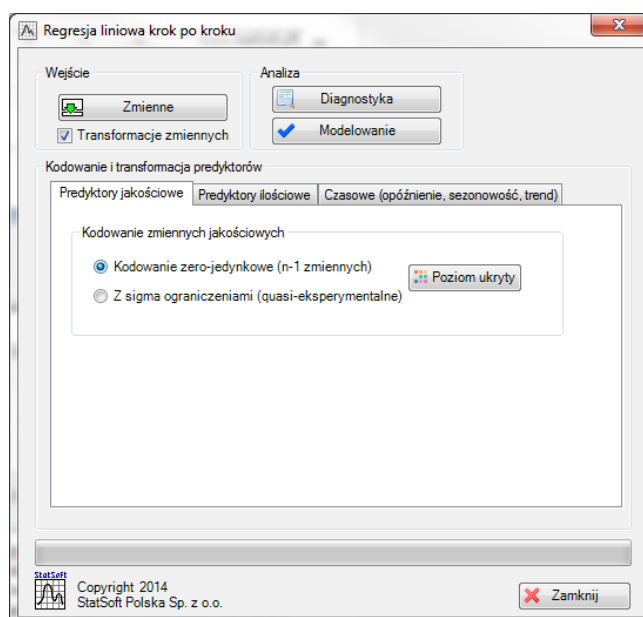 Regresja liniowa krok po kroku
Wejście
Zmienne
Transformacje zmiennych
Analiza
Diagnostyka
Modelowanie
Kodowanie i transformacja predyktorów
Predyktory jakościowe
Predyktory ilościowe
Czasowe (opóźnienie, sezonowość, trend)
Kodowanie zmiennych jakościowych
Kodowanie zero-jedynkowe (n-1 zmiennych)
Z sigma ograniczeniami (quasi-eksperymentalne)
Poziom ukryty
StatSoft
Copyright 2014
StatSoft Polska Sp. z o.o.
Zamknij